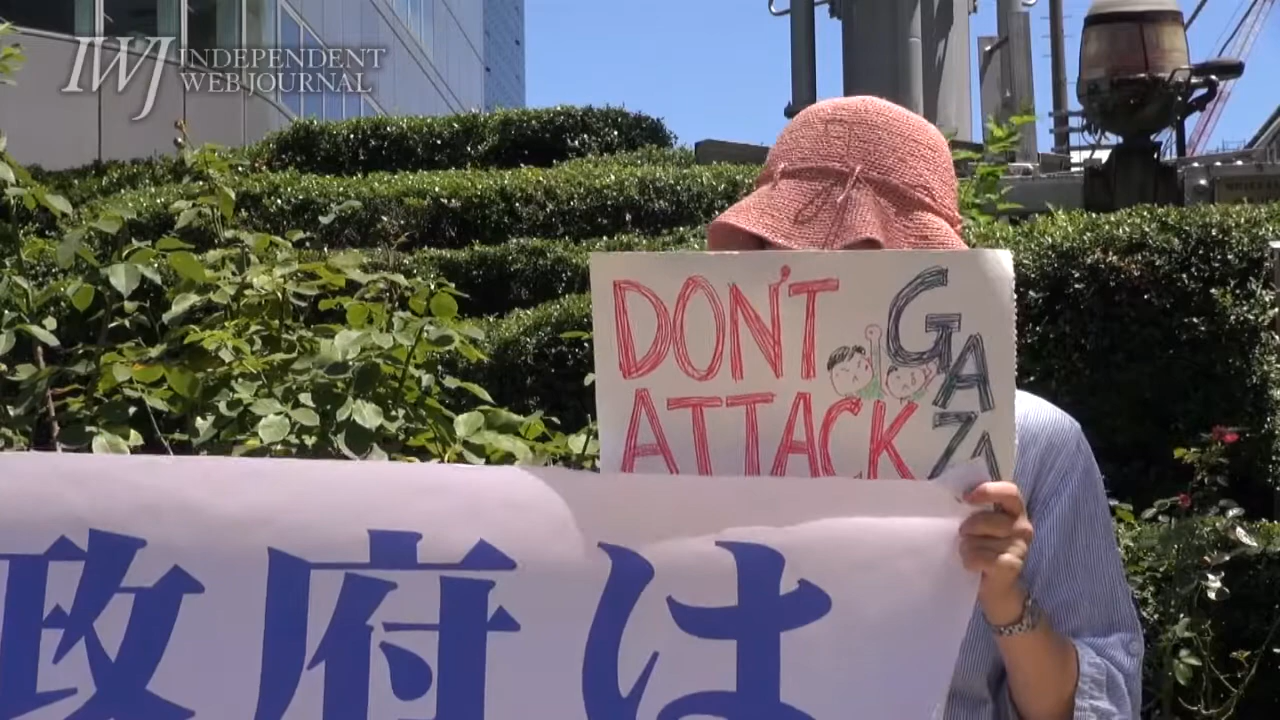 IWJ INDEPENDENT
WEB JOURNAL
DON'T
ATTACK
GAZA
政府は